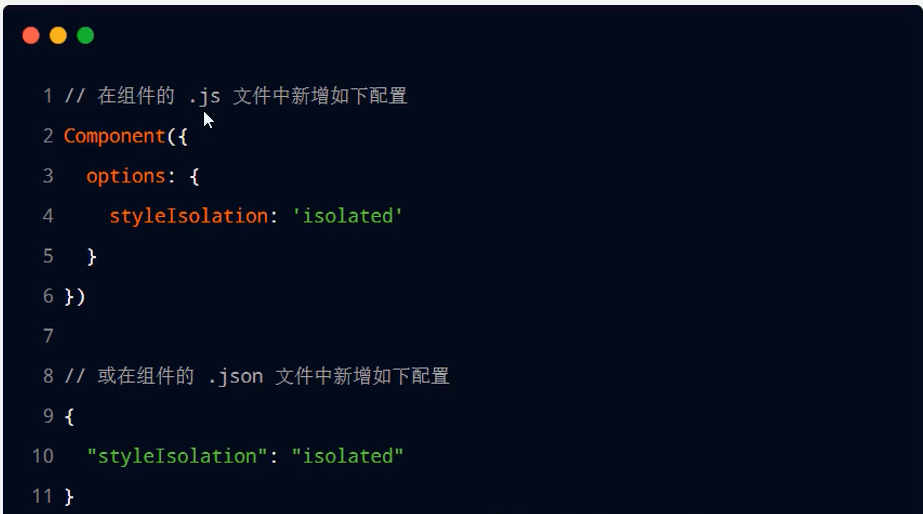 1 // 在组件的 .js 文件中新增如下配置
2 Component({
3   options: {
4     styleIsolation: 'isolated'
5   }
6 })
7
8 // 或在组件的 .json 文件中新增如下配置
9 {
10   "styleIsolation": "isolated"
11 }